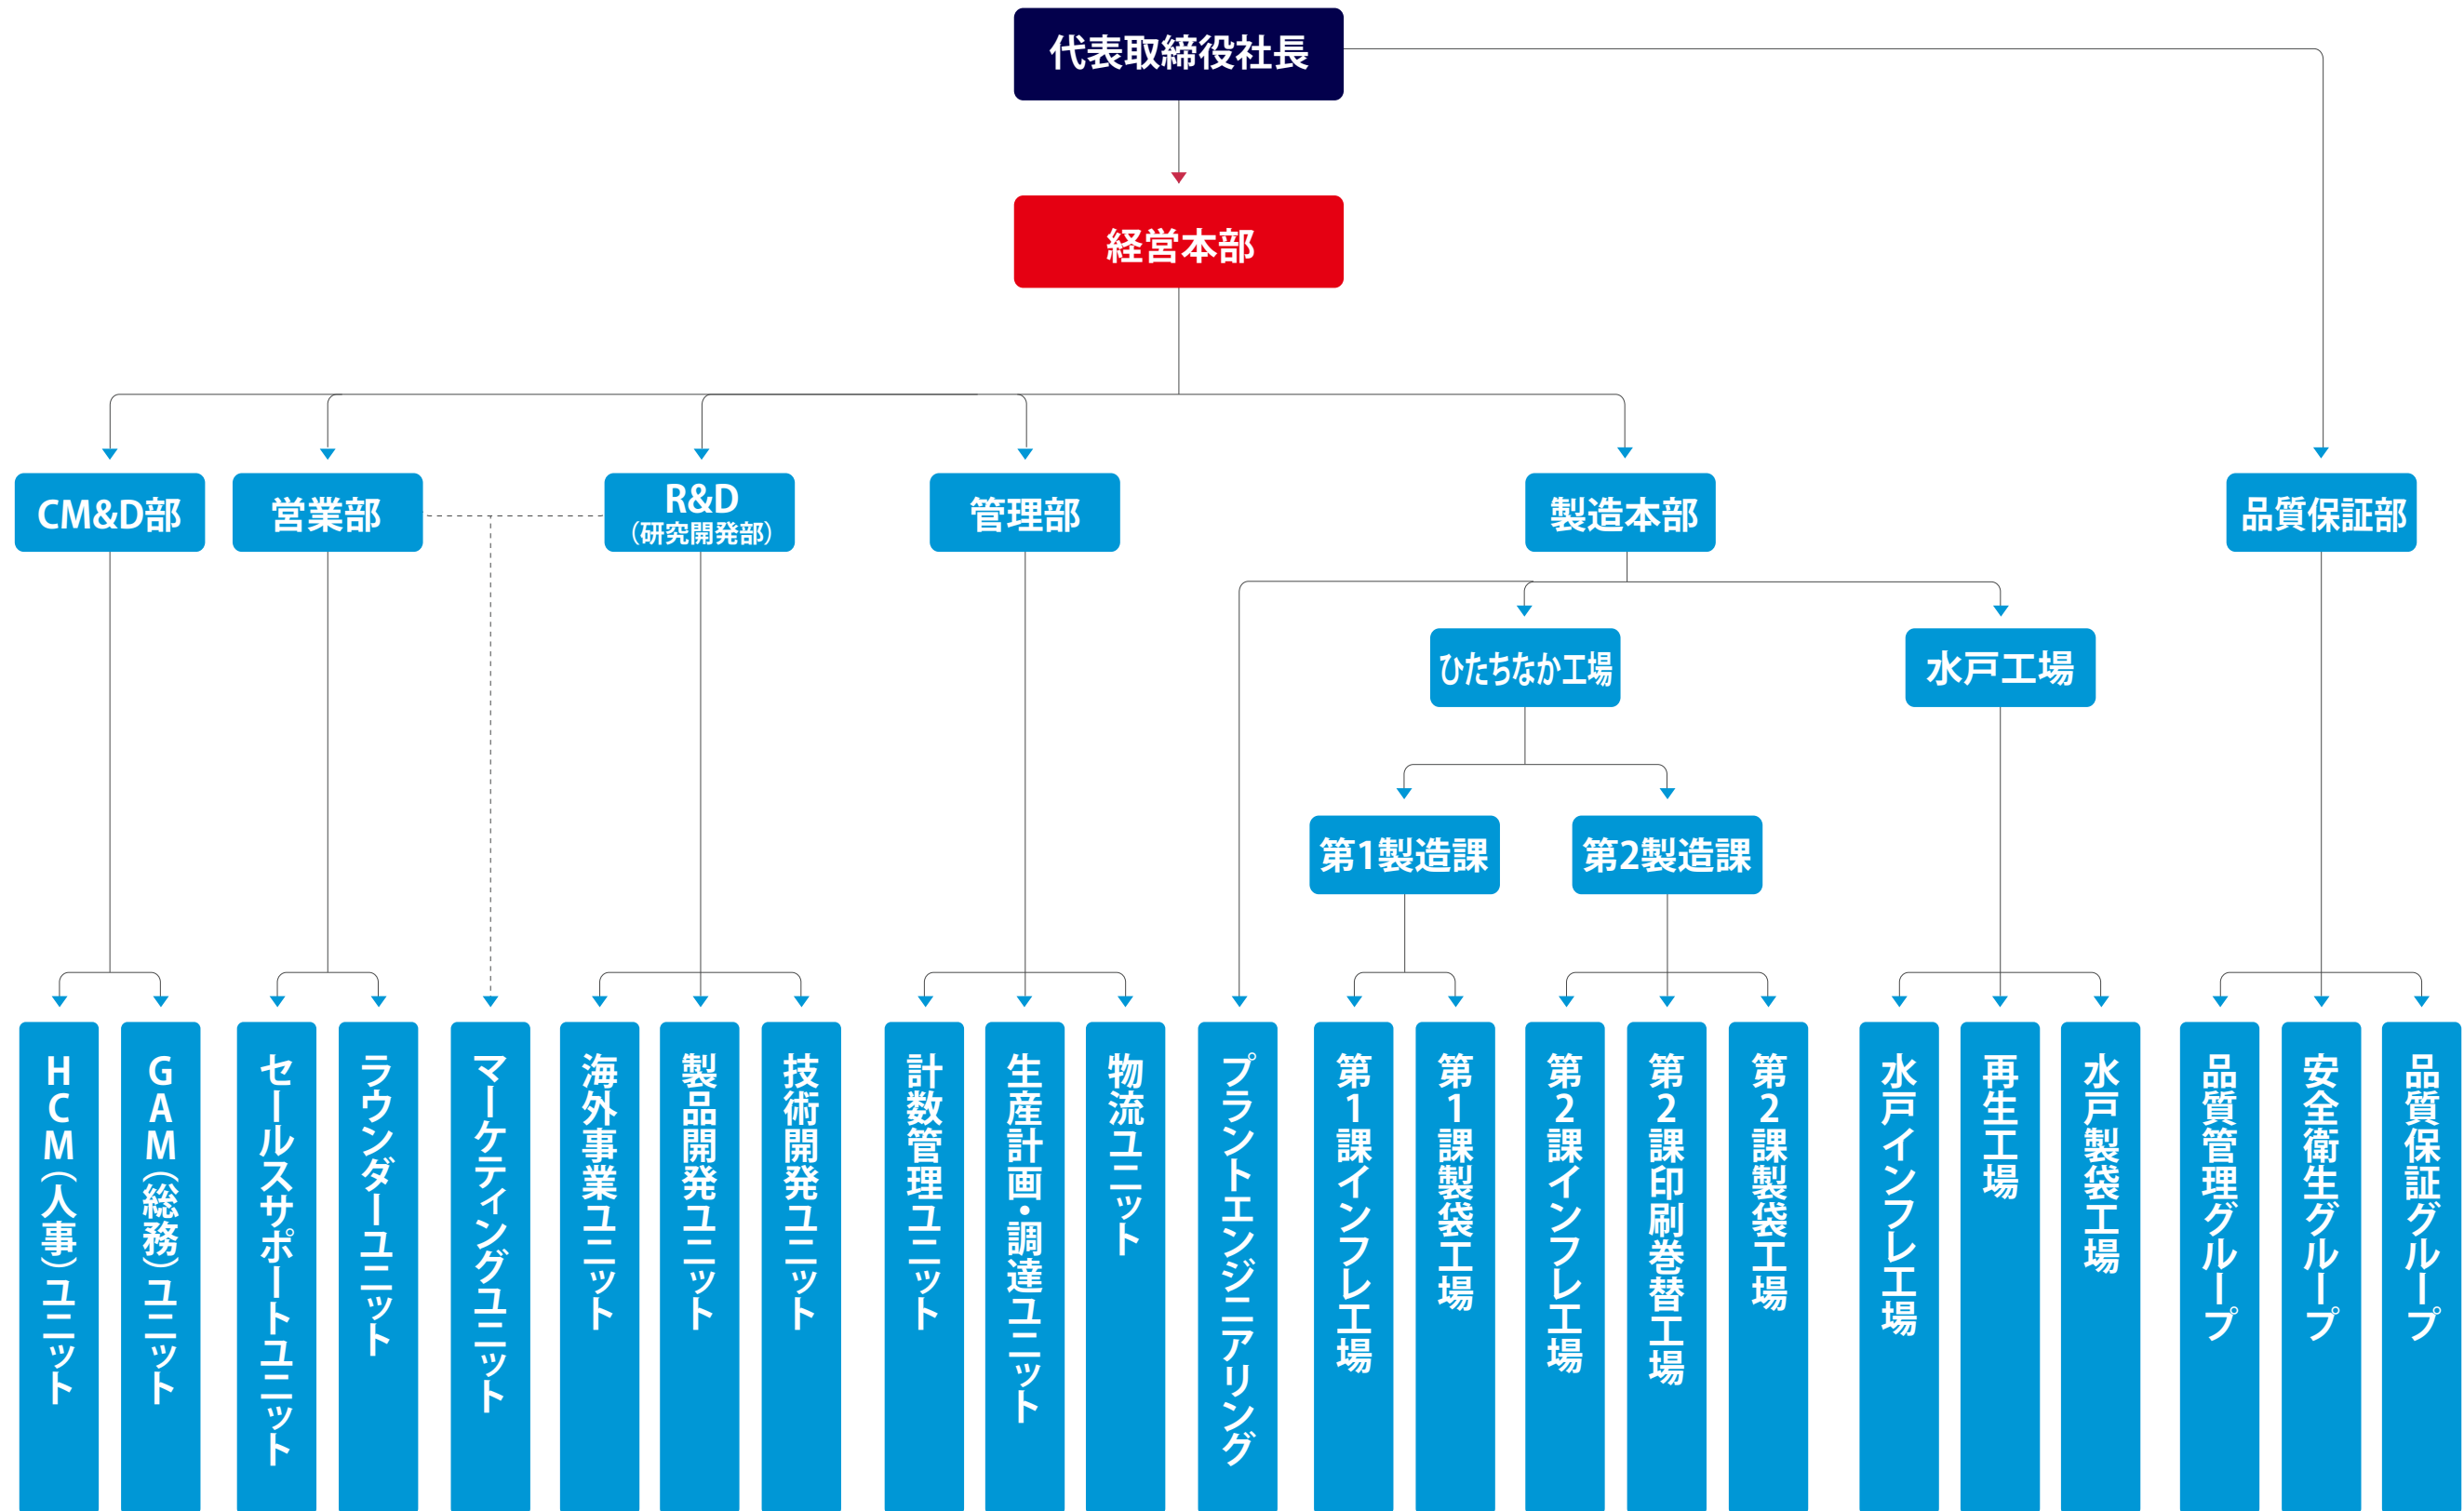 代表取締役社長
経営本部
CM&D部
営業部
R&D
（研究開発部）
管理部
製造本部
品質保証部
ひたちなか工場
水戸工場
第1製造課
第2製造課
HCM（人事）ユニット
GAM（総務）ユニット
セールスサポートユニット
ラウンダーユニット
マーケティングユニット
海外事業ユニット
製品開発ユニット
技術開発ユニット
計数管理ユニット
生産計画・調達ユニット
物流ユニット
プラントエンジニアリング
第1課インフレ工場
第1課製袋工場
第2課インフレ工場
第2課印刷巻替工場
第2課製袋工場
水戸インフレ工場
再生工場
水戸製袋工場
品質管理グループ
安全衛生グループ
品質保証グループ